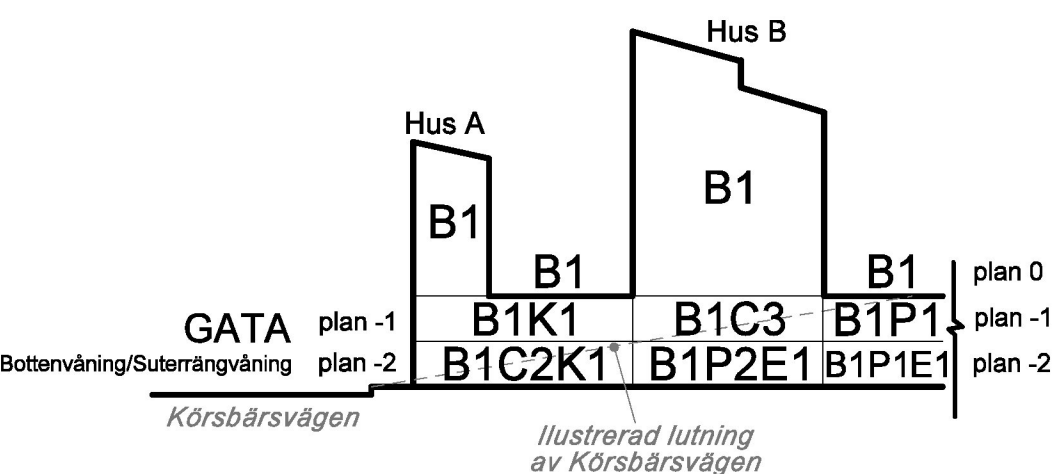 Hus B
Hus A
B1
B1
B1
B1
plan 0
GATA
plan -1
B1K1
B1C3
B1P1
plan -1
Bottenvåning/Suterrängvåning
plan -2
B1C2K1
B1P2E1
B1P1E1
plan -2
Körsbärsvägen
Ilustrerad lutning
av Körsbärsvägen